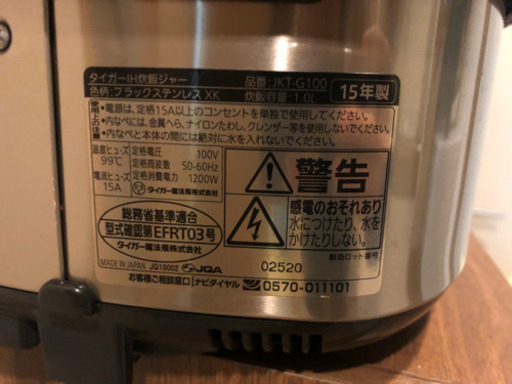 タイガーIH炊飯ジャー 品番:JKT-G100
色柄:ブラックステンレス XK 炊飯容量:1.0L 15年製
•電源は、定格15A以上のコンセントを単独で使用してください。
•内なべには、金属へら、ナイロンたわし、クレンザー等を使用しないでください。
•内なべと本体の間には絶対に水を入れないでください。
温度ヒューズ 99℃
電流ヒューズ 15A
定格電圧 100V
定格周波数 50-60Hz
定格消費電力 1200W
タイガー魔法瓶株式会社
総務省基準適合
型式確認第EFRT03号
タイガー魔法瓶株式会社
警告
感電のおそれあり
水につけたり、水を
かけたりしない。
MADE IN JAPAN JQ10002 JQA
02520 製造ロット番号
お客様ご相談窓口 ナビダイヤル 0570-011101